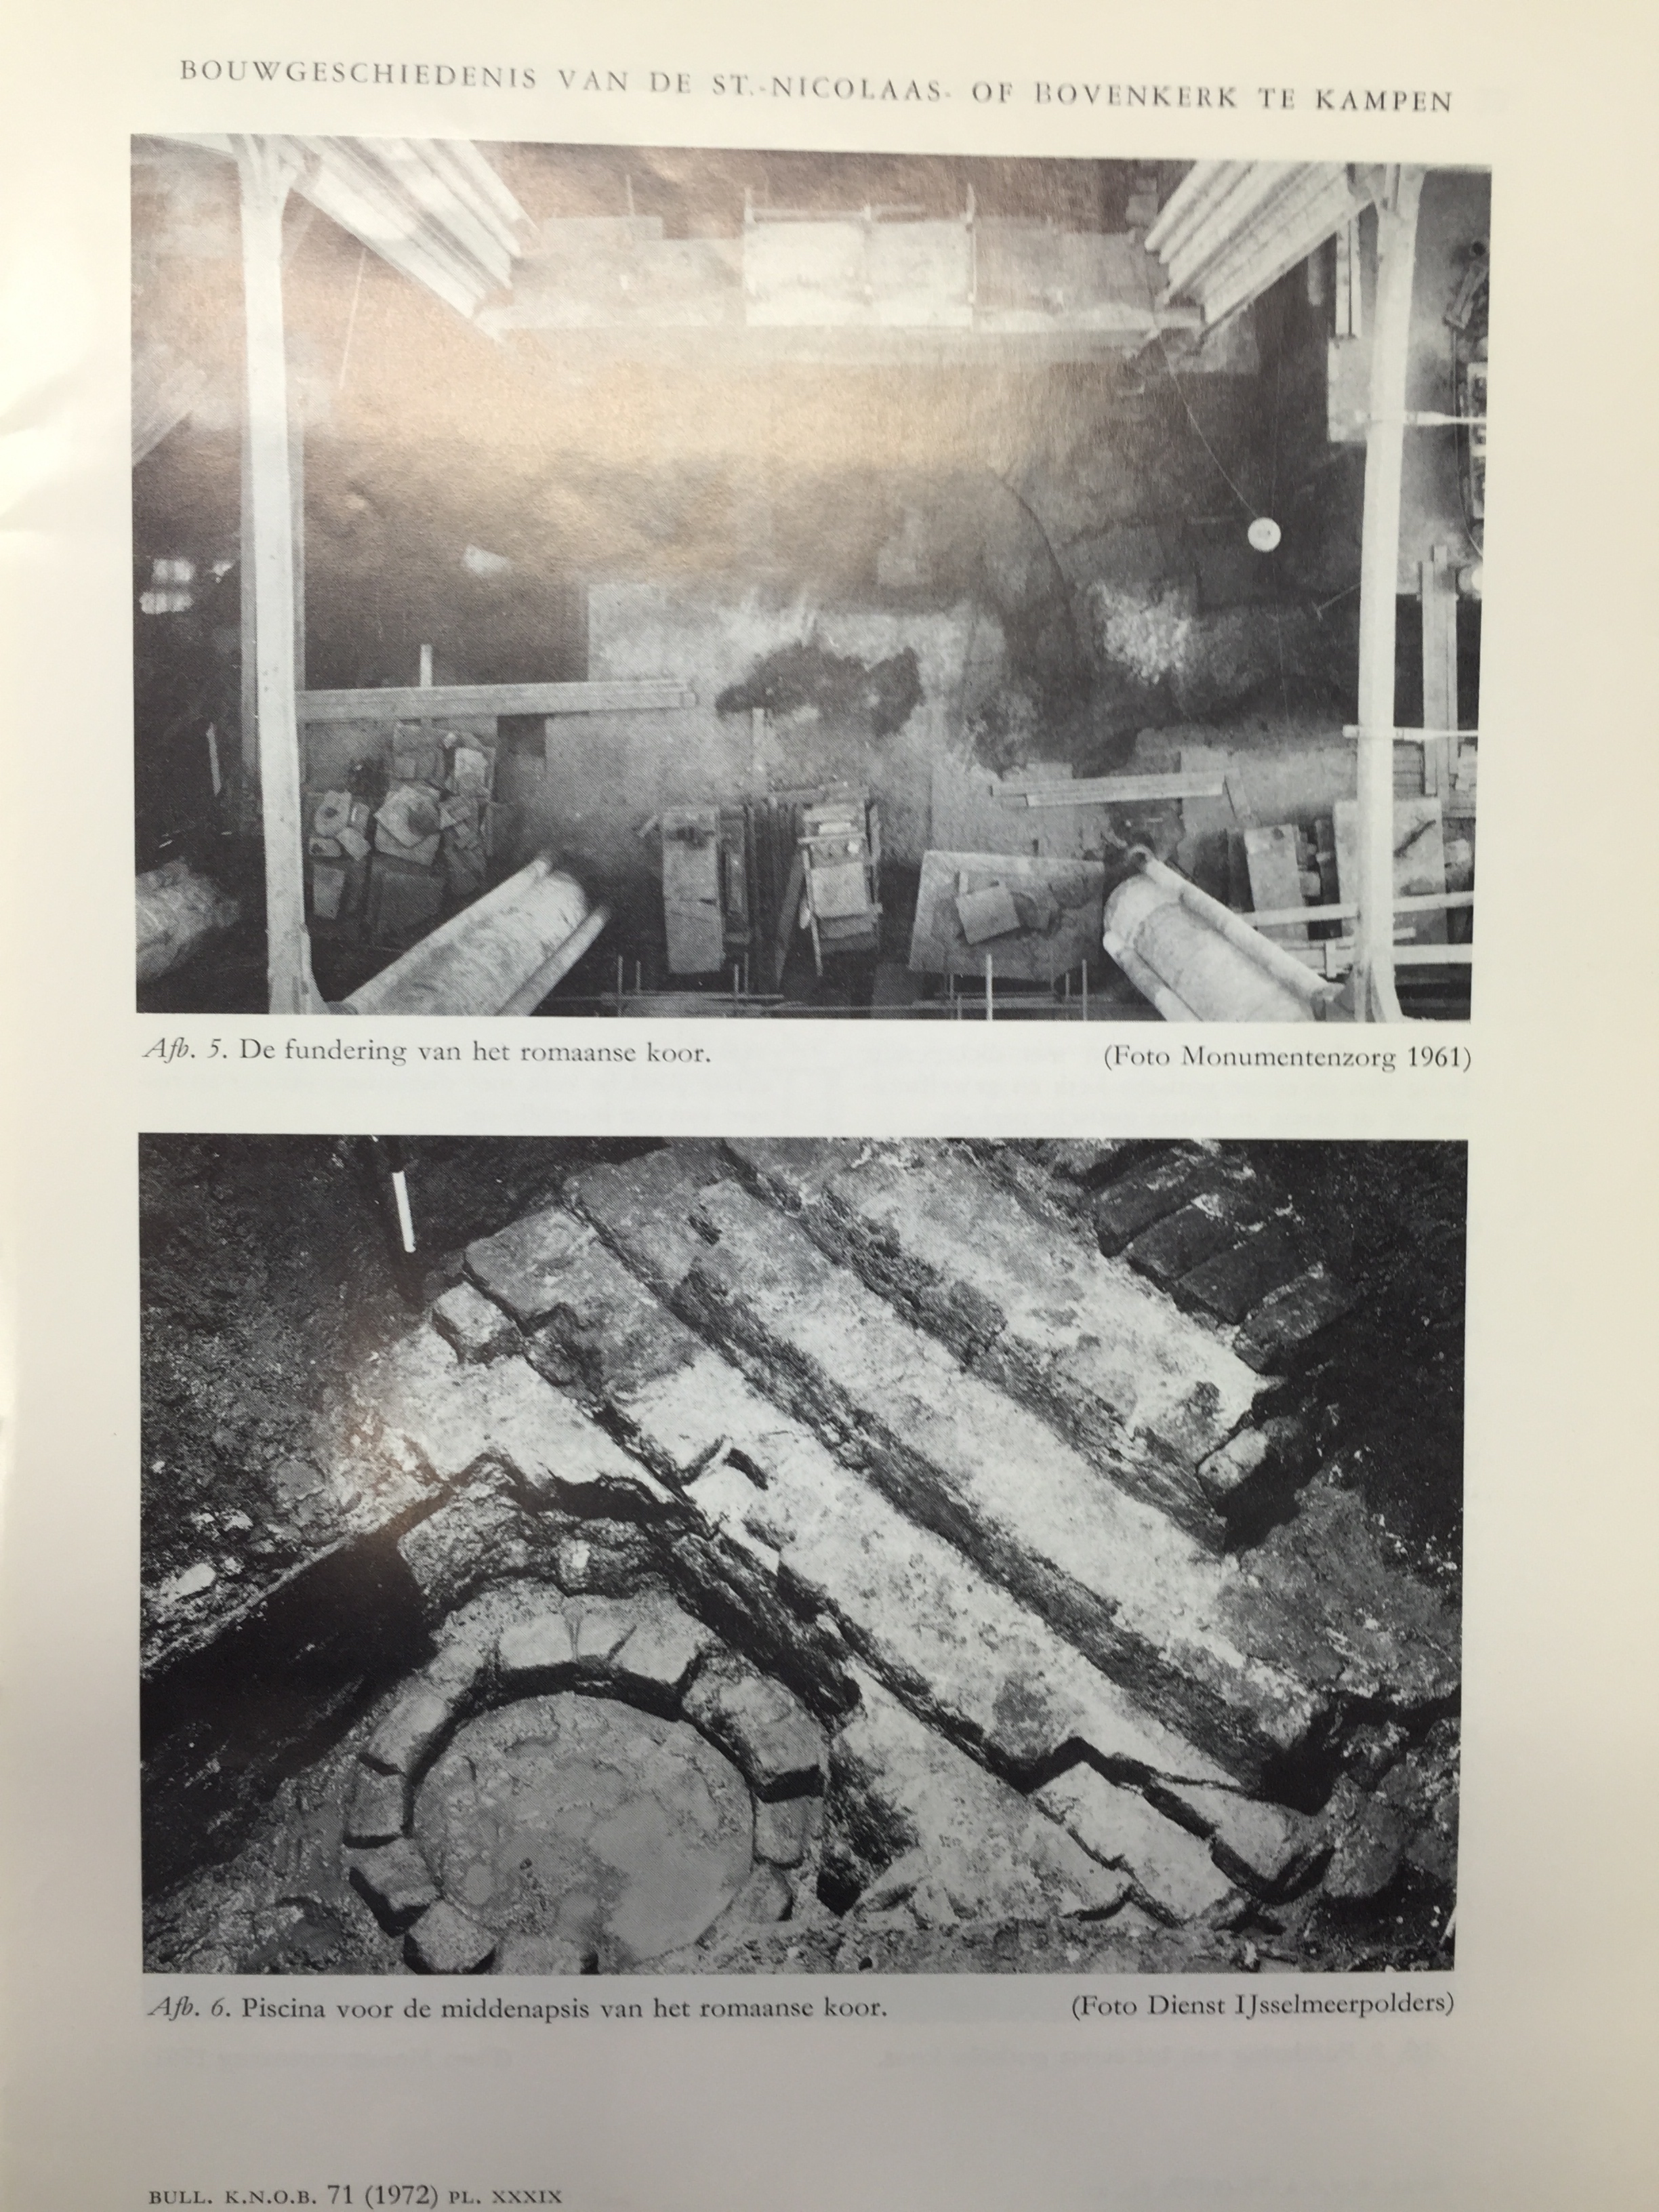 BOUWGESCHIEDENIS VAN DE ST.-NICOLAAS- OF BOVENKERK TE KAMPEN
Afb. 5. De fundering van het romaanse koor. (Foto Monumentenzorg 1961)
Afb. 6. Piscina voor de middenapsis van het romaanse koor. (Foto Dienst IJsselmeerpolders)
BULL. K.N.O.B. 71 (1972) PL. XXXIX